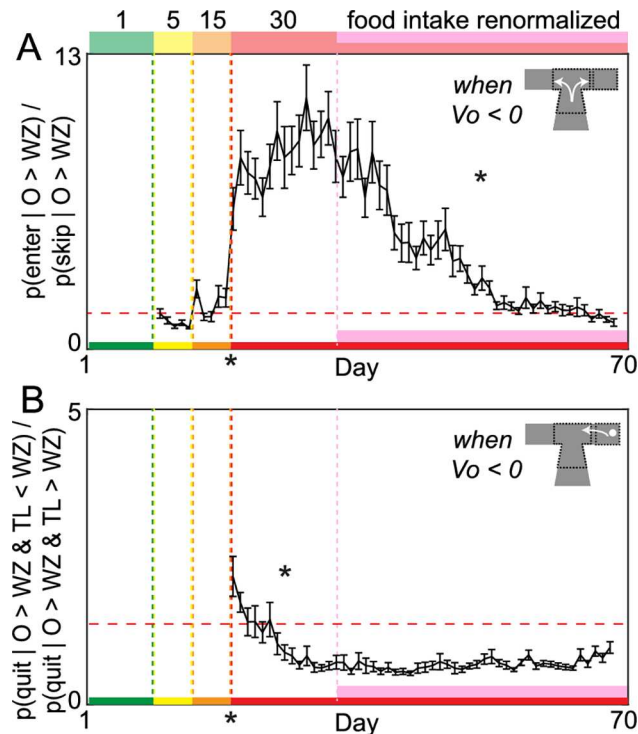 A
1 5 15 30 food intake renormalized
13
when
Vo < 0
p(enter | O > WZ) /
p(skip | O > WZ)
*
0
1 * Day 70
B
5
when
Vo < 0
p(quit | O > WZ & TL < WZ) /
p(quit | O > WZ & TL > WZ)
*
0
1 * Day 70